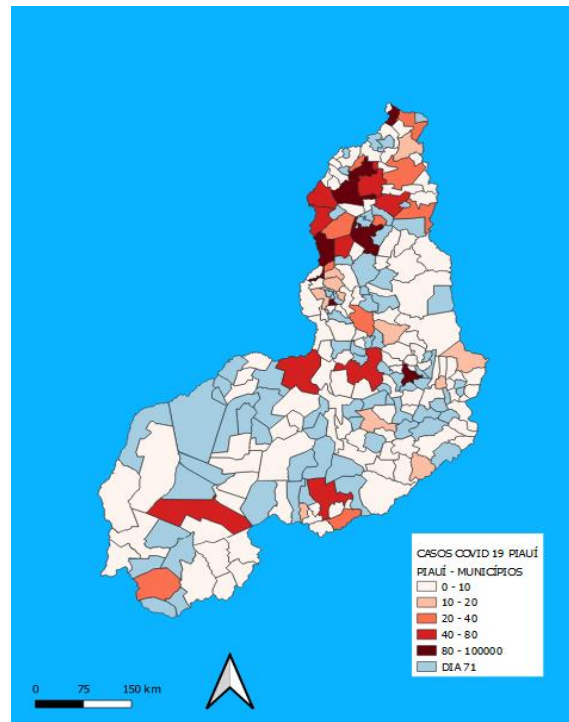 CASOS COVID 19 PIAUÍ
PIAUÍ - MUNICÍPIOS
0 - 10
10 - 20
20 - 40
40 - 80
80 - 100000
DIA 71
0 75 150 km